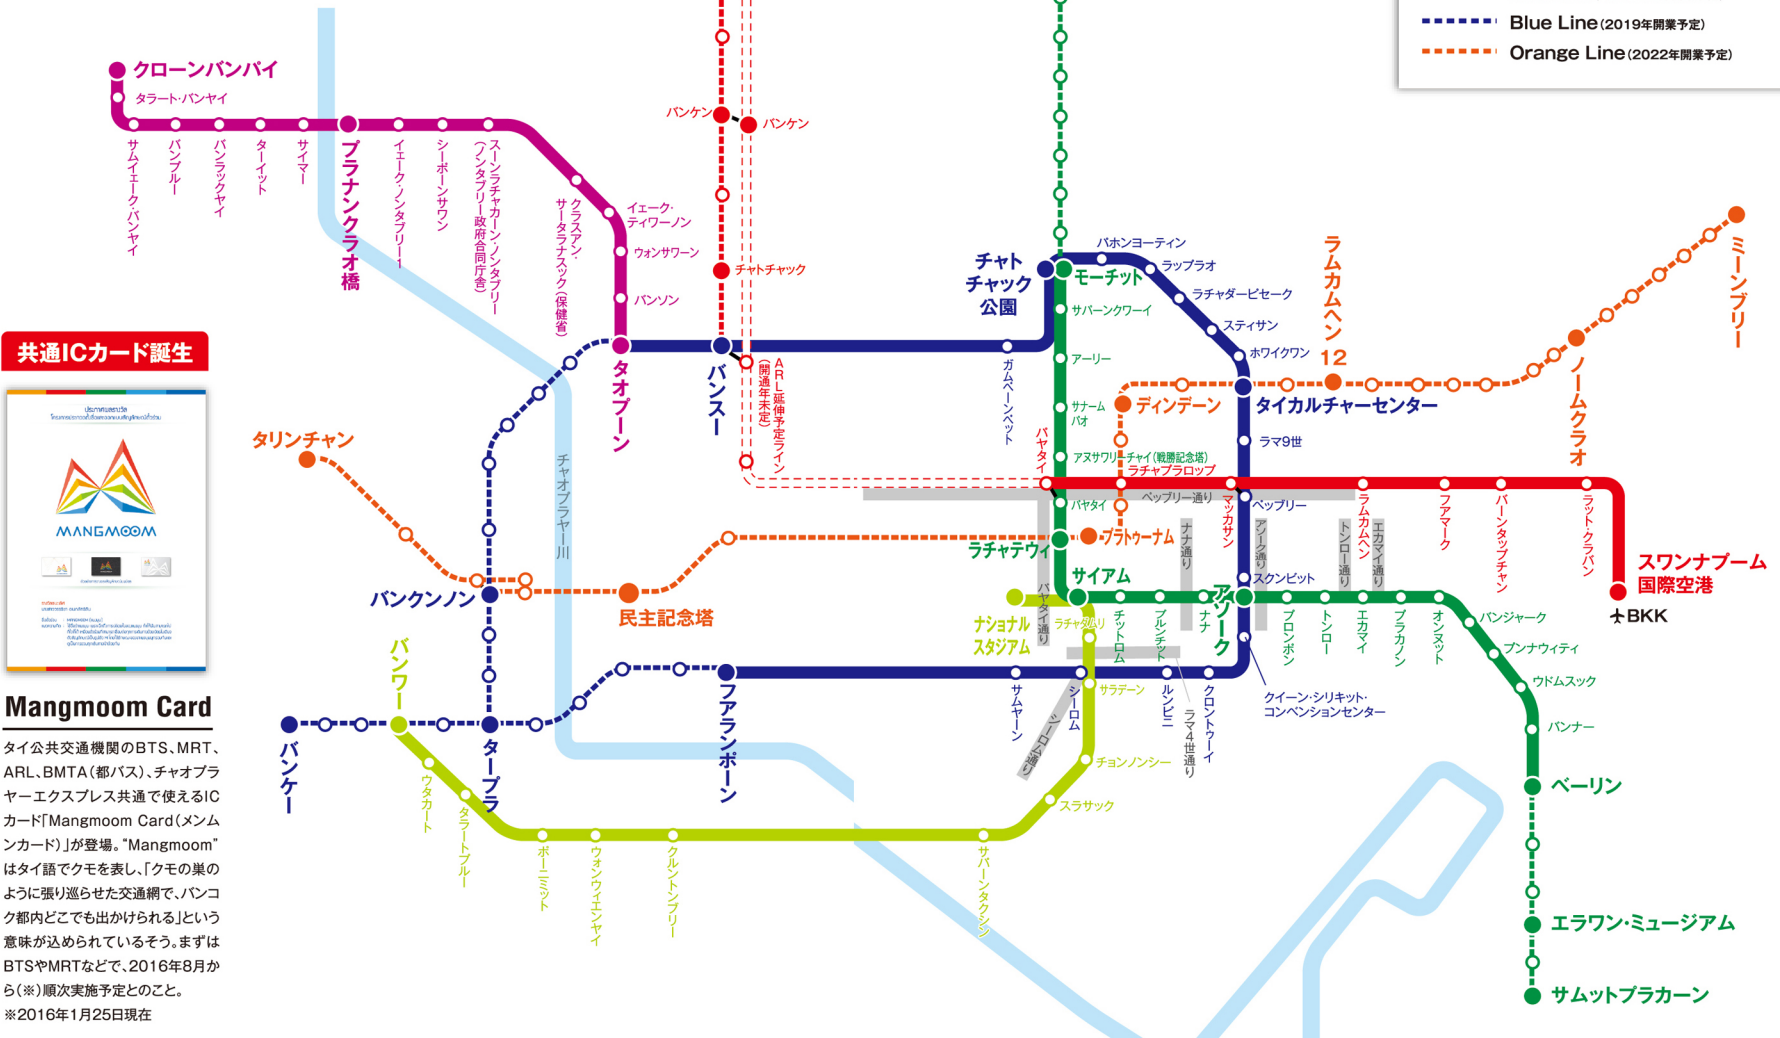 Blue Line(2019年開業予定)
Orange Line(2022年開業予定)
クローンバンパイ
タラート・バンヤイ
サムイェーク・バンヤイ
バンプルー
バンラックヤイ
ターイット
サイマー
プラナンクラオ橋
イェーク・ノンタブリー1
シーポーンサワン
スーンラチャカーン・ノンタブリー
(ノンタブリー政府合同庁舎)
クラスアン・
サータラナスック(保健省)
イェーク・
ティワーノン
ウォンサワーン
バンソン
タオプーン
バンケン
バンケン
チャトチャック
バンスー
ARL延伸予定ライン
(開通年未定)
ガムペーンペット
チャト
チャック
公園
モーチット
パホンヨーティン
ラップラオ
ラチャダーピセーク
スティサン
ホワイクワン
タイカルチャーセンター
ラマ9世
サパーンクワーイ
アーリー
サナーム
パオ
アヌサワリーチャイ(戦勝記念塔)
パヤタイ
パヤタイ
ラチャプラロップ
ペップリー通り
マッカサン
ペップリー
ラムカムヘン
フアマーク
バーンタップチャン
ラット・クラバン
スワンナプーム
国際空港
BKK
ディンデーン
ラムカムヘン
12
ノームクラオ
ミーンブリー
プラトゥーナム
ラチャテウィ
サイアム
ナショナル
スタジアム
パヤタイ通り
ラチャダムリ
チットロム
プルンチット
ナナ通り
ナナ
アソーク
アソーク通り
スクンビット
プロンポン
トンロー通り
トンロー
エカマイ通り
エカマイ
プラカノン
オンヌット
バンジャーク
プンナウィティ
ウドムスック
バンナー
ベーリン
エラワン・ミュージアム
サムットプラカーン
クイーン・シリキット・
コンベンションセンター
クロントゥーイ
ラマ4世通り
ルンピニ
シーロム
シーロム通り
サラデーン
サムヤーン
フアランポーン
チョンノンシー
スラサック
サパーンタクシン
クルントンブリー
ウォンウィエンヤイ
ポーニミット
タラートプルー
ウタカート
バンワー
バンケー
タープラ
バンクンノン
民主記念塔
タリンチャン
チャオプラヤー川
共通ICカード誕生
MANGMOOM
Mangmoom Card
タイ公共交通機関のBTS、MRT、
ARL、BMTA(都バス)、チャオプラ
ヤーエクスプレス共通で使えるIC
カード「Mangmoom Card(メンム
ンカード)」が登場。“Mangmoom”
はタイ語でクモを表し、「クモの巣の
ように張り巡らせた交通網で、バンコ
ク都内どこでも出かけられる」という
意味が込められているそう。まずは
BTSやMRTなどで、2016年8月か
ら(※)順次実施予定とのこと。
※2016年1月25日現在